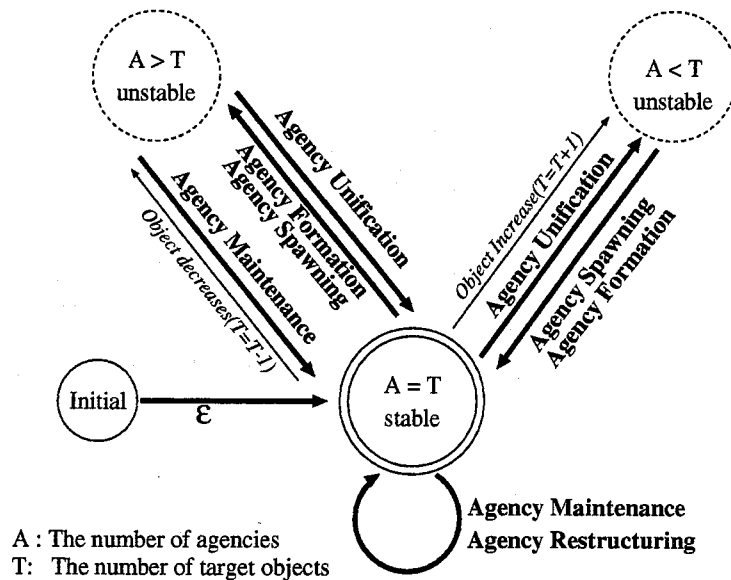 A > T
unstable
A < T
unstable
Agency Unification
Agency Formation
Agency Spawning
Agency Maintenance
Object decreases(T=T-1)
Object Increase(T=T+1)
Agency Unification
Agency Spawning
Agency Formation
Initial
ε
A = T
stable
Agency Maintenance
Agency Restructuring
A : The number of agencies
T: The number of target objects